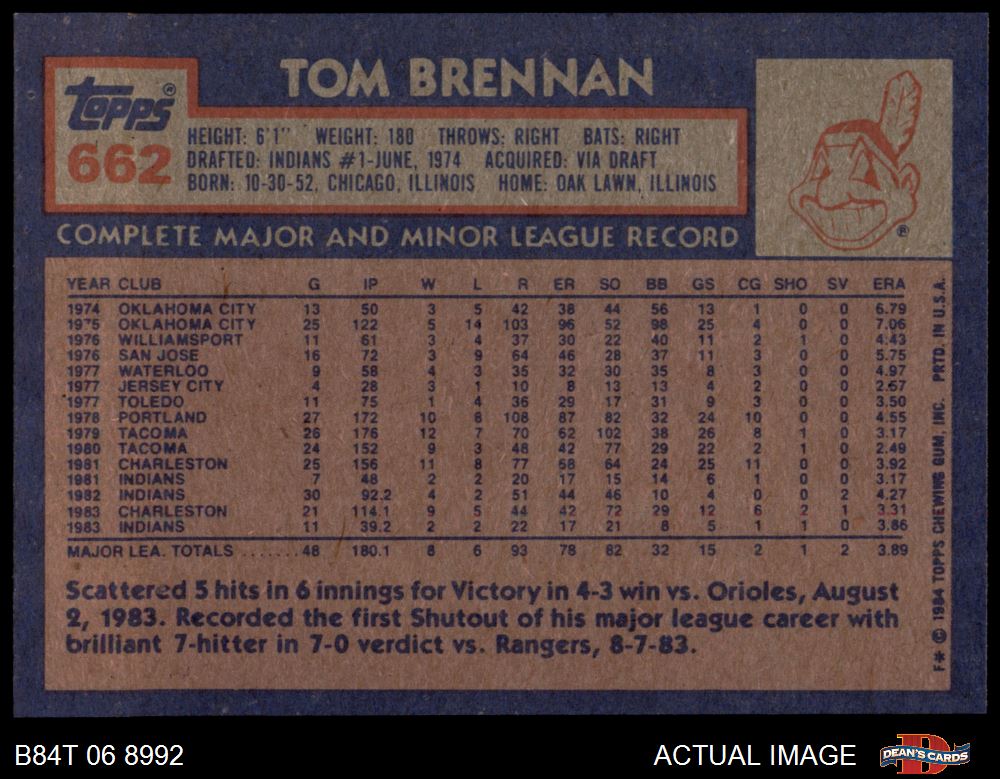 TOM BRENNAN
Topps®
662
HEIGHT: 6'1" WEIGHT: 180 THROWS: RIGHT BATS: RIGHT
DRAFTED: INDIANS #1-JUNE, 1974 ACQUIRED: VIA DRAFT
BORN: 10-30-52, CHICAGO, ILLINOIS HOME: OAK LAWN, ILLINOIS
®
COMPLETE MAJOR AND MINOR LEAGUE RECORD
YEAR CLUB G IP W L R ER SO BB GS CG SHO SV ERA
1974 OKLAHOMA CITY 13 50 3 5 42 38 44 56 13 1 0 0 6.79
1975 OKLAHOMA CITY 25 122 5 14 103 96 52 98 25 4 0 0 7.06
1976 WILLIAMSPORT 11 61 3 4 37 30 22 40 11 2 1 0 4.43
1976 SAN JOSE 16 72 3 9 64 46 28 37 11 3 0 0 5.75
1977 WATERLOO 9 58 4 3 35 32 30 35 8 3 0 0 4.97
1977 JERSEY CITY 4 28 3 1 10 8 13 13 4 2 0 0 2.57
1977 TOLEDO 11 75 1 4 36 29 17 31 9 3 0 0 3.50
1978 PORTLAND 27 172 10 8 108 87 82 32 24 10 0 0 4.55
1979 TACOMA 26 176 12 7 70 62 102 38 26 8 1 0 3.17
1980 TACOMA 24 152 9 3 48 42 77 29 22 2 1 0 2.49
1981 CHARLESTON 25 156 11 8 77 68 64 24 25 11 0 0 3.92
1981 INDIANS 7 48 2 2 20 17 15 14 6 1 0 0 3.17
1982 INDIANS 30 92.2 4 2 51 44 46 10 4 0 0 2 4.27
1983 CHARLESTON 21 114.1 9 5 44 42 72 29 12 6 2 1 3.31
1983 INDIANS 11 39.2 2 2 22 17 21 8 5 1 1 0 3.86
MAJOR LEA. TOTALS ....... 48 180.1 8 6 93 78 82 32 15 2 1 2 3.89
Scattered 5 hits in 6 innings for Victory in 4-3 win vs. Orioles, August
2, 1983. Recorded the first Shutout of his major league career with
brilliant 7-hitter in 7-0 verdict vs. Rangers, 8-7-83.
F* © 1984 TOPPS CHEWING GUM, INC. PRTD. IN U.S.A.
B84T 06 8992 ACTUAL IMAGE
DEAN'S CARDS